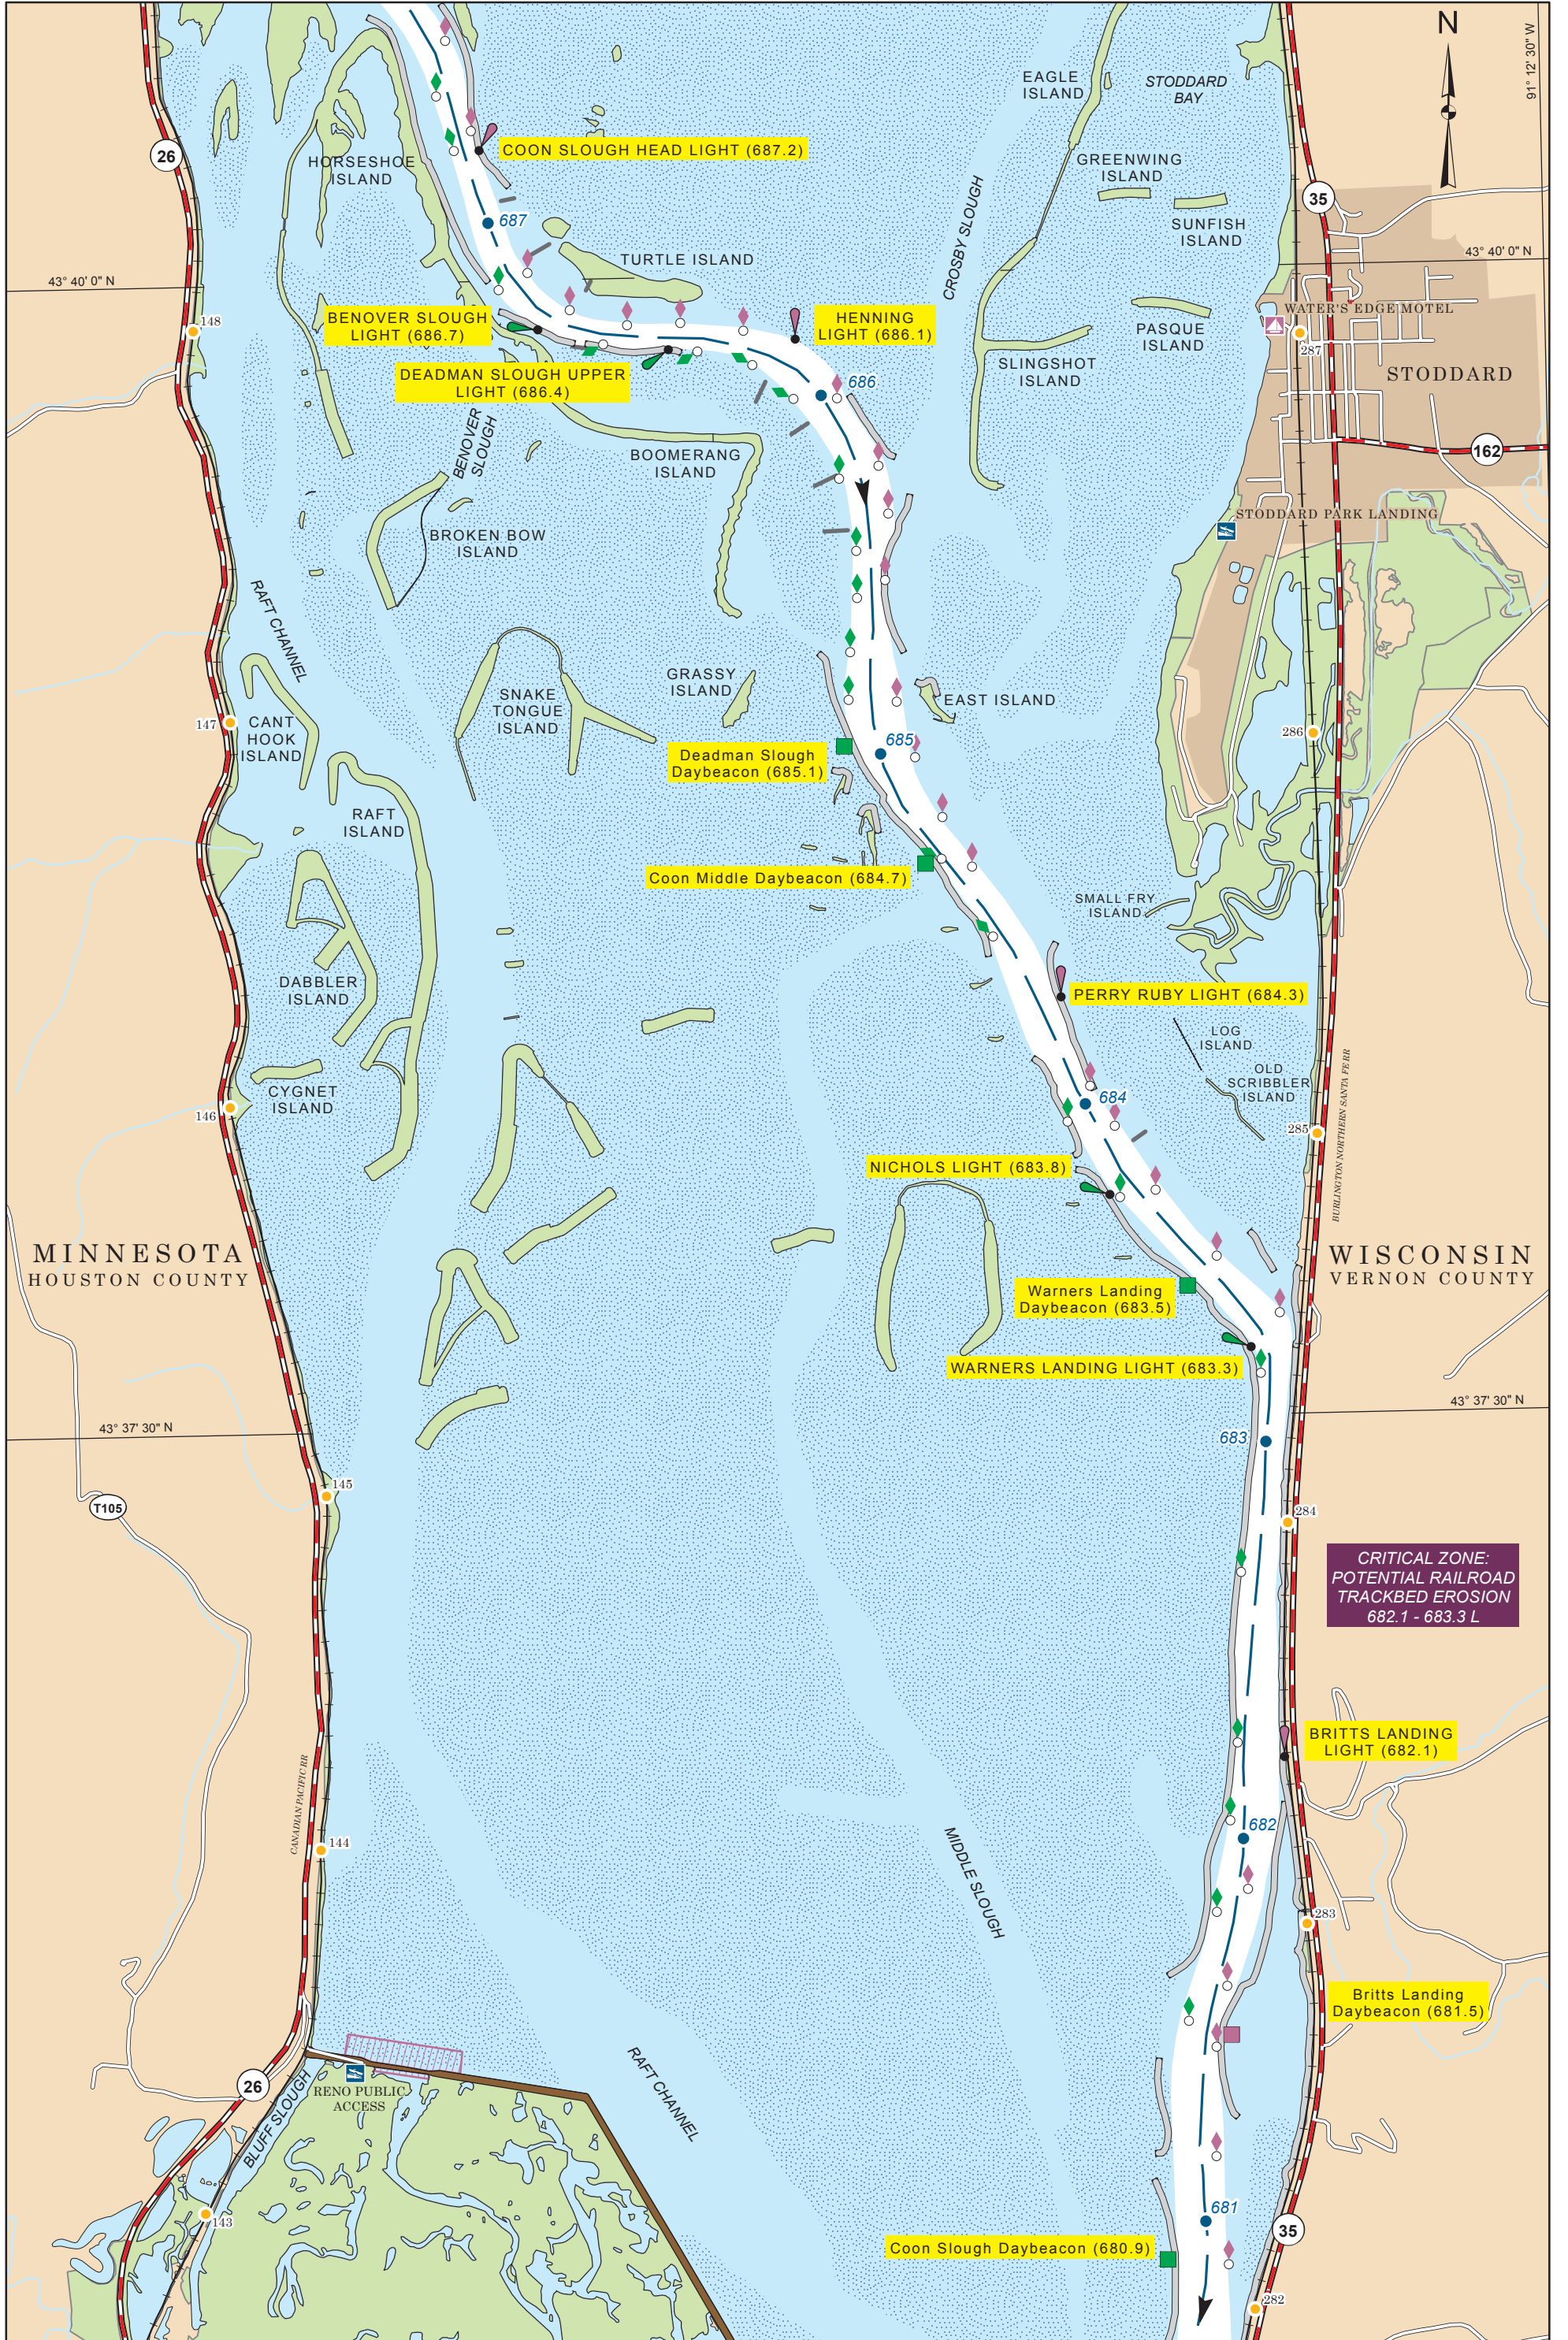 N
91° 12' 30" W
EAGLE
ISLAND
STODDARD
BAY
26
HORSESHOE
ISLAND
COON SLOUGH HEAD LIGHT (687.2)
GREENWING
ISLAND
35
687
SUNFISH
ISLAND
CROSBY SLOUGH
TURTLE ISLAND
43° 40' 0" N
43° 40' 0" N
148
BENOVER SLOUGH
LIGHT (686.7)
HENNING
LIGHT (686.1)
WATER'S EDGE MOTEL
PASQUE
ISLAND
287
STODDARD
DEADMAN SLOUGH UPPER
LIGHT (686.4)
686
SLINGSHOT
ISLAND
BENOVER
SLOUGH
BOOMERANG
ISLAND
162
STODDARD PARK LANDING
BROKEN BOW
ISLAND
RAFT CHANNEL
GRASSY
ISLAND
SNAKE
TONGUE
ISLAND
EAST ISLAND
147
CANT
HOOK
ISLAND
286
685
Deadman Slough
Daybeacon (685.1)
RAFT
ISLAND
Coon Middle Daybeacon (684.7)
SMALL FRY
ISLAND
DABBLER
ISLAND
PERRY RUBY LIGHT (684.3)
LOG
ISLAND
OLD
SCRIBBLER
ISLAND
CYGNET
ISLAND
146
684
285
BURLINGTON NORTHERN SANTA FE RR
NICHOLS LIGHT (683.8)
MINNESOTA
HOUSTON COUNTY
WISCONSIN
VERNON COUNTY
Warners Landing
Daybeacon (683.5)
WARNERS LANDING LIGHT (683.3)
43° 37' 30" N
43° 37' 30" N
683
145
T105
284
CRITICAL ZONE:
POTENTIAL RAILROAD
TRACKBED EROSION
682.1 - 683.3 L
BRITTS LANDING
LIGHT (682.1)
CANADIAN PACIFIC RR
144
682
MIDDLE SLOUGH
283
Britts Landing
Daybeacon (681.5)
RAFT CHANNEL
26
RENO PUBLIC
ACCESS
BLUFF SLOUGH
143
681
35
Coon Slough Daybeacon (680.9)
282